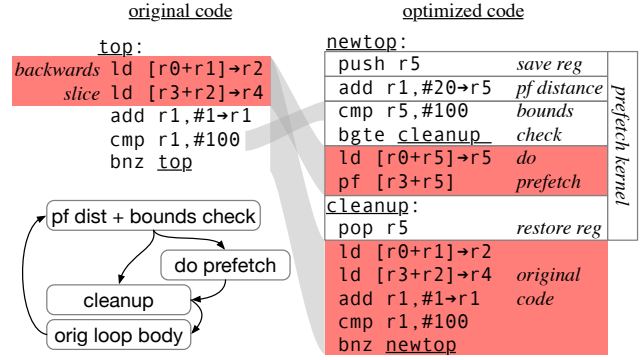 original code
top:
backwards ld [r0+r1]➔r2
slice ld [r3+r2]➔r4
add r1,#1➔r1
cmp r1,#100
bnz top
pf dist + bounds check
do prefetch
cleanup
orig loop body
optimized code
newtop:
push r5 save reg
add r1,#20➔r5 pf distance
cmp r5,#100 bounds
bgte cleanup check
ld [r0+r5]➔r5 do
pf [r3+r5] prefetch
cleanup:
pop r5 restore reg
prefetch kernel
ld [r0+r1]➔r2
ld [r3+r2]➔r4 original
add r1,#1➔r1 code
cmp r1,#100
bnz newtop